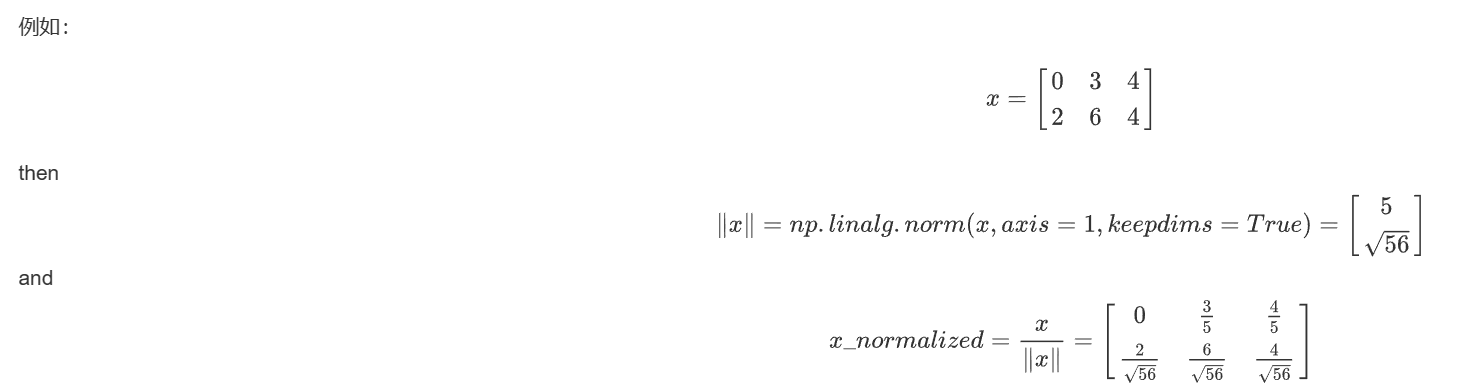 例如：
x = [0 3 4
2 6 4]
then
‖x‖ = np.linalg.norm(x, axis = 1, keepdims = True) = [5
√56]
and
x_normalized = x/‖x‖ = [0 3/5 4/5
2/√56 6/√56 4/√56]